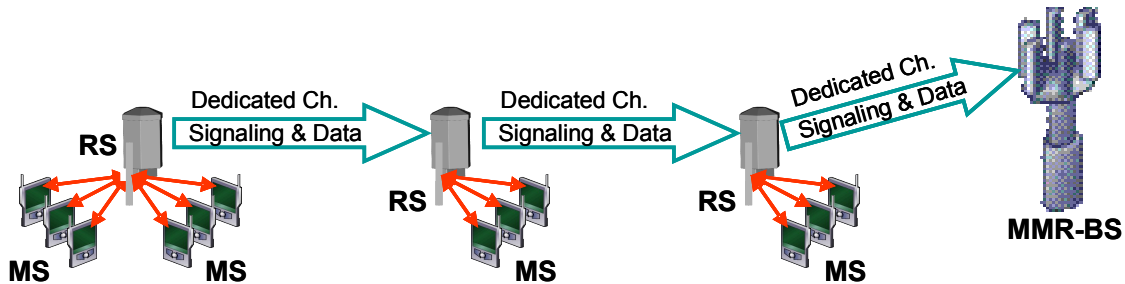 Dedicated Ch.
Signaling & Data
Dedicated Ch.
Signaling & Data
Dedicated Ch.
Signaling & Data
RS
RS
RS
MS
MS
MS
MS
MMR-BS